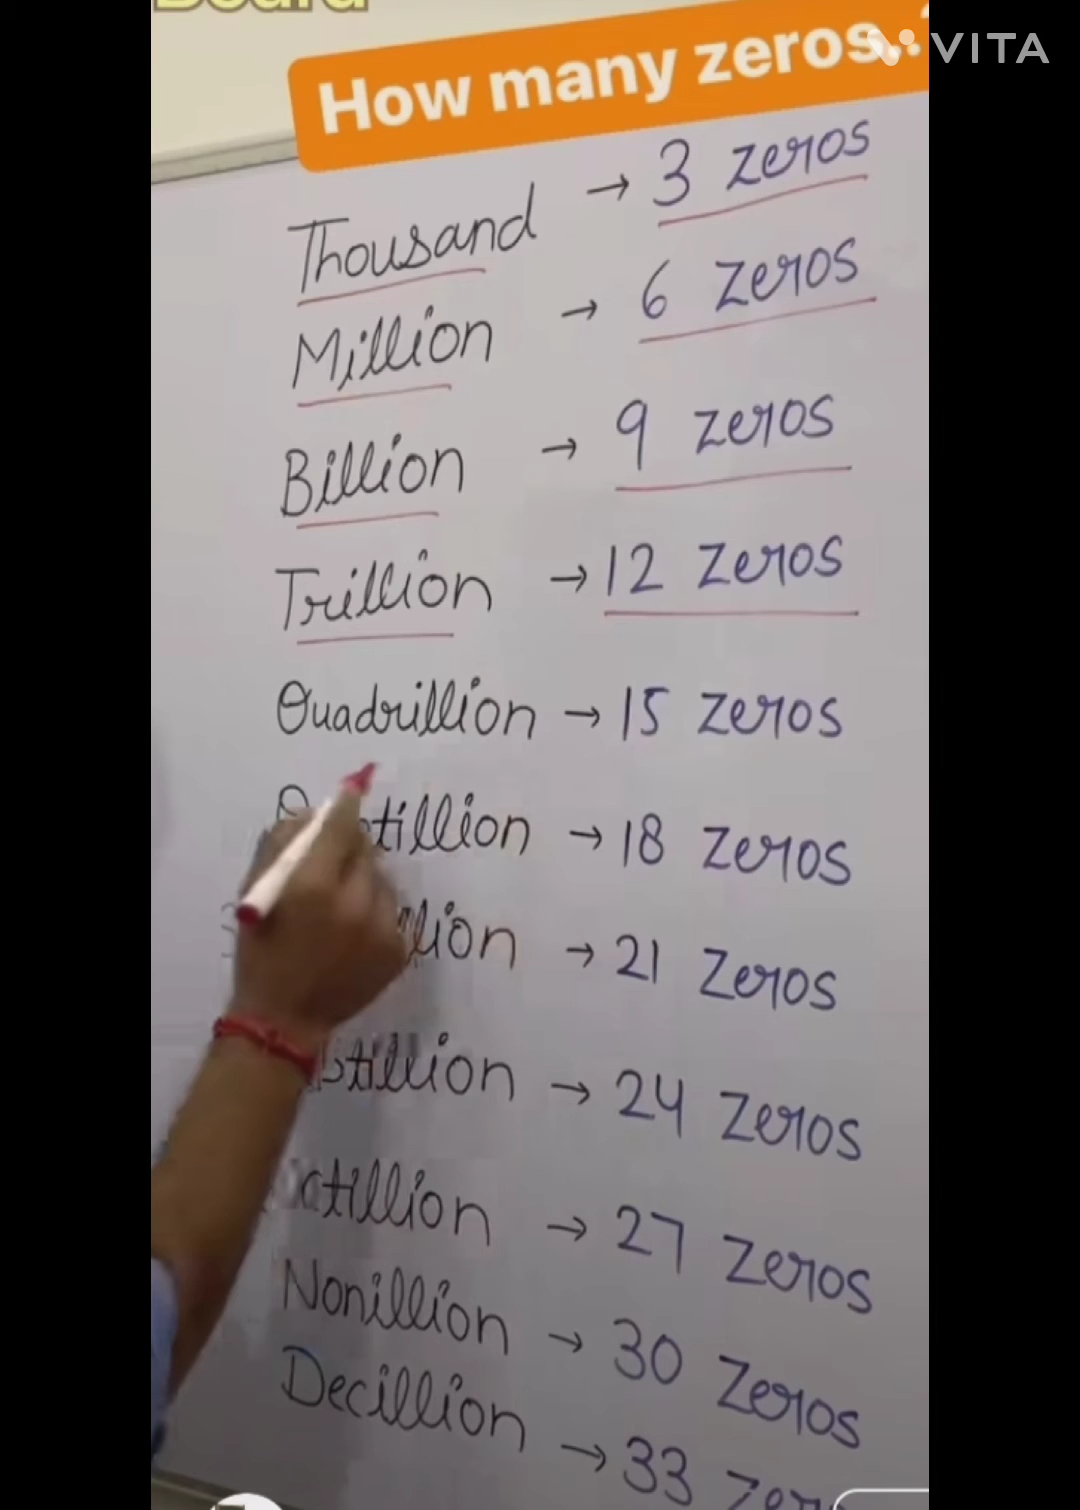 Board
How many zeros..?
VITA
Thousand → 3 zeros
Million → 6 zeros
Billion → 9 zeros
Trillion → 12 zeros
Quadrillion → 15 zeros
→ 18 zeros
→ 21 zeros
→ 24 zeros
→ 27 zeros
Nonillion → 30 zeros
Decillion → 33